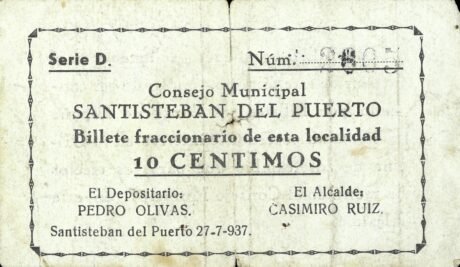 Serie D. Núm.
Consejo Municipal
SANTISTEBAN DEL PUERTO
Billete fraccionario de esta localidad
10 CENTIMOS
El Depositario: El Alcalde:
PEDRO OLIVAS. CASIMIRO RUIZ.
Santisteban del Puerto 27-7-937.